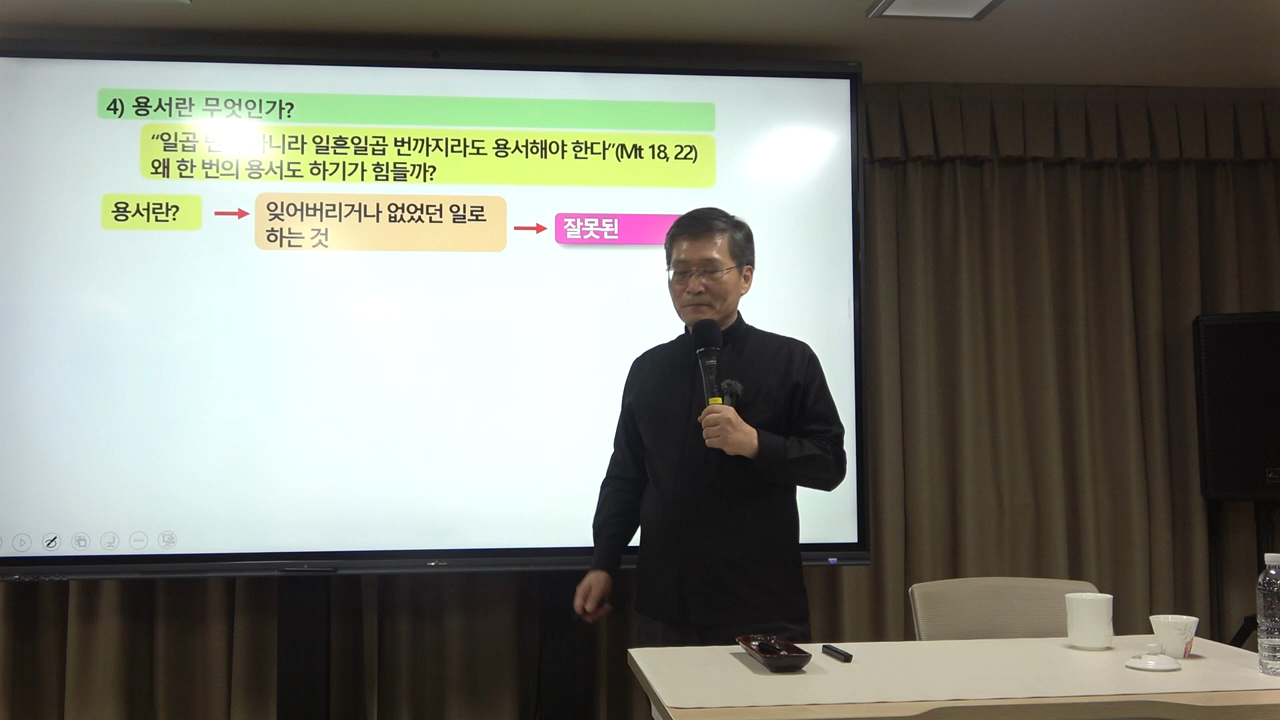 4) 용서란 무엇인가?
“일곱 번 아니라 일흔일곱 번까지라도 용서해야 한다”(Mt 18, 22)
왜 한 번의 용서도 하기가 힘들까?
용서란?
잊어버리거나 없었던 일로
하는 것
잘못된